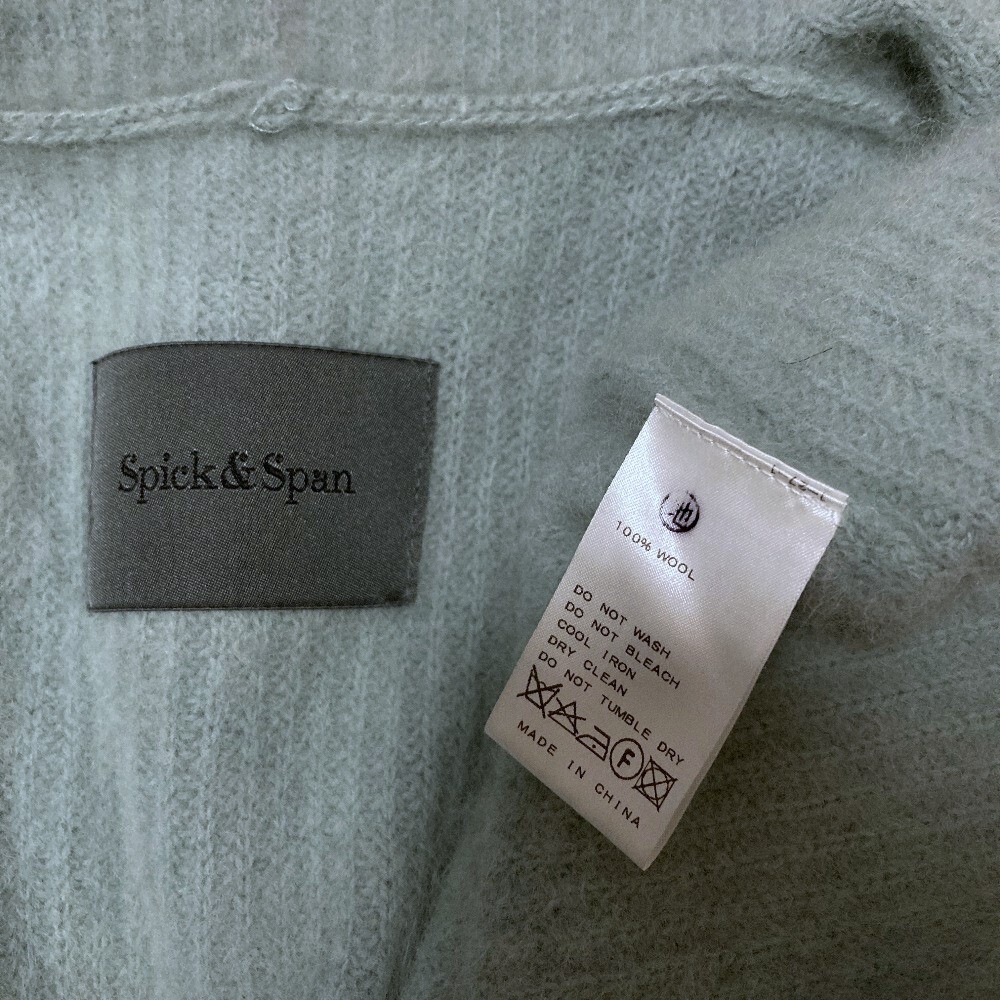 Spick & Span
100% WOOL
DO NOT WASH
DO NOT BLEACH
COOL IRON
DRY CLEAN
DO NOT TUMBLE DRY
F
MADE IN CHINA